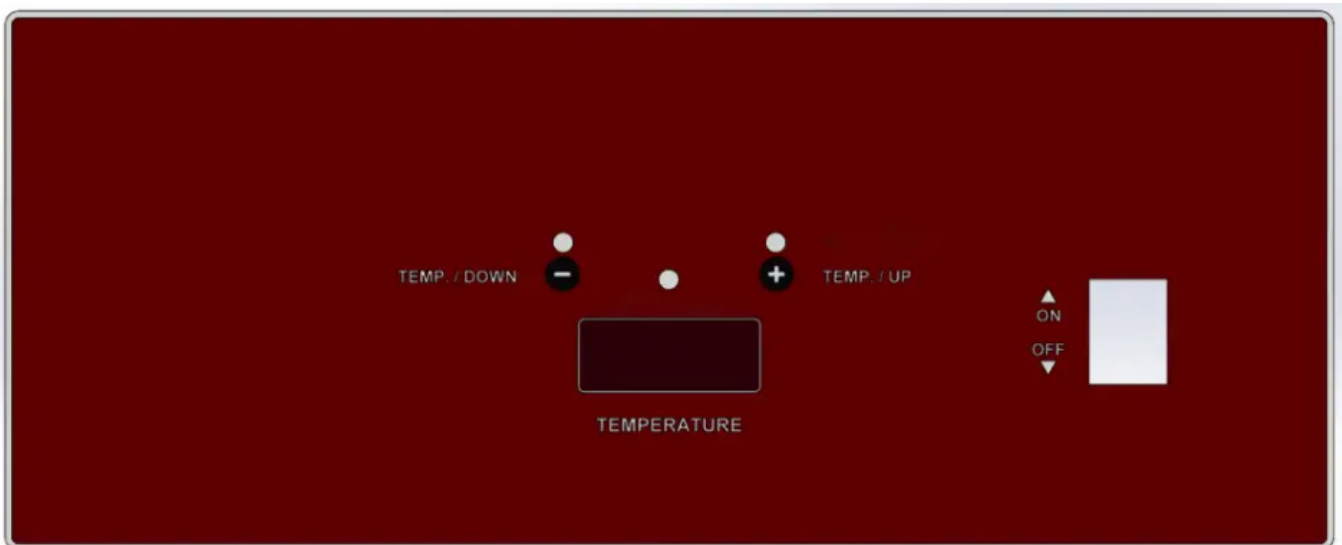 TEMP. / DOWN
TEMP. / UP
ON
OFF
TEMPERATURE